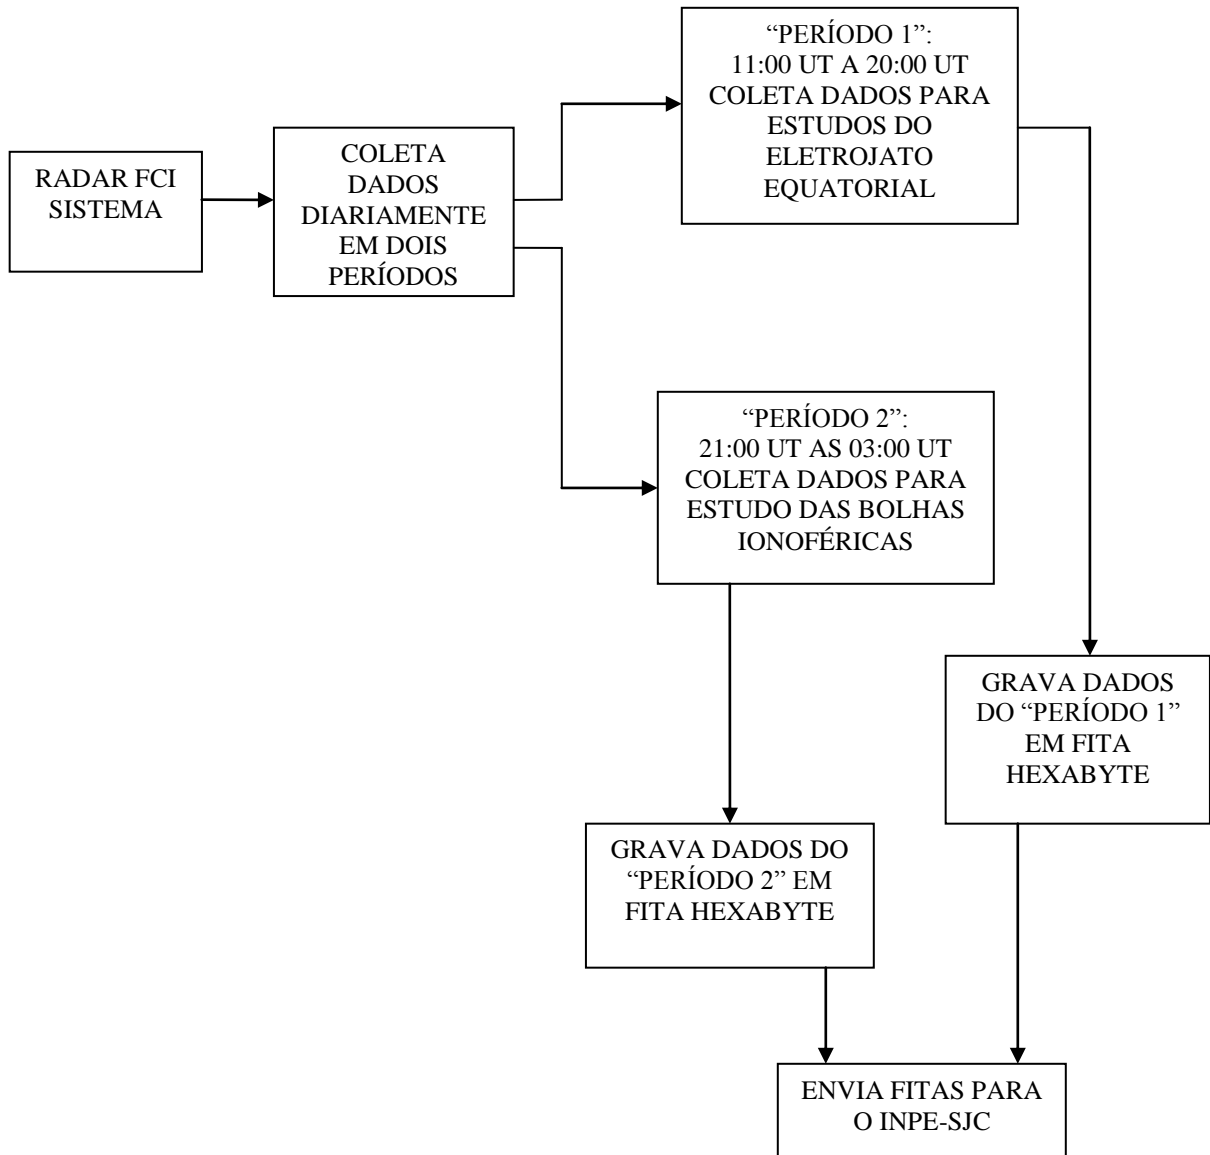 RADAR FCI
SISTEMA
COLETA
DADOS
DIARIAMENTE
EM DOIS
PERÍODOS
“PERÍODO 1”:
11:00 UT A 20:00 UT
COLETA DADOS PARA
ESTUDOS DO
ELETROJATO
EQUATORIAL
“PERÍODO 2”:
21:00 UT AS 03:00 UT
COLETA DADOS PARA
ESTUDO DAS BOLHAS
IONOFÉRICAS
GRAVA DADOS
DO “PERÍODO 1”
EM FITA
HEXABYTE
GRAVA DADOS DO
“PERÍODO 2” EM
FITA HEXABYTE
ENVIA FITAS PARA
O INPE-SJC